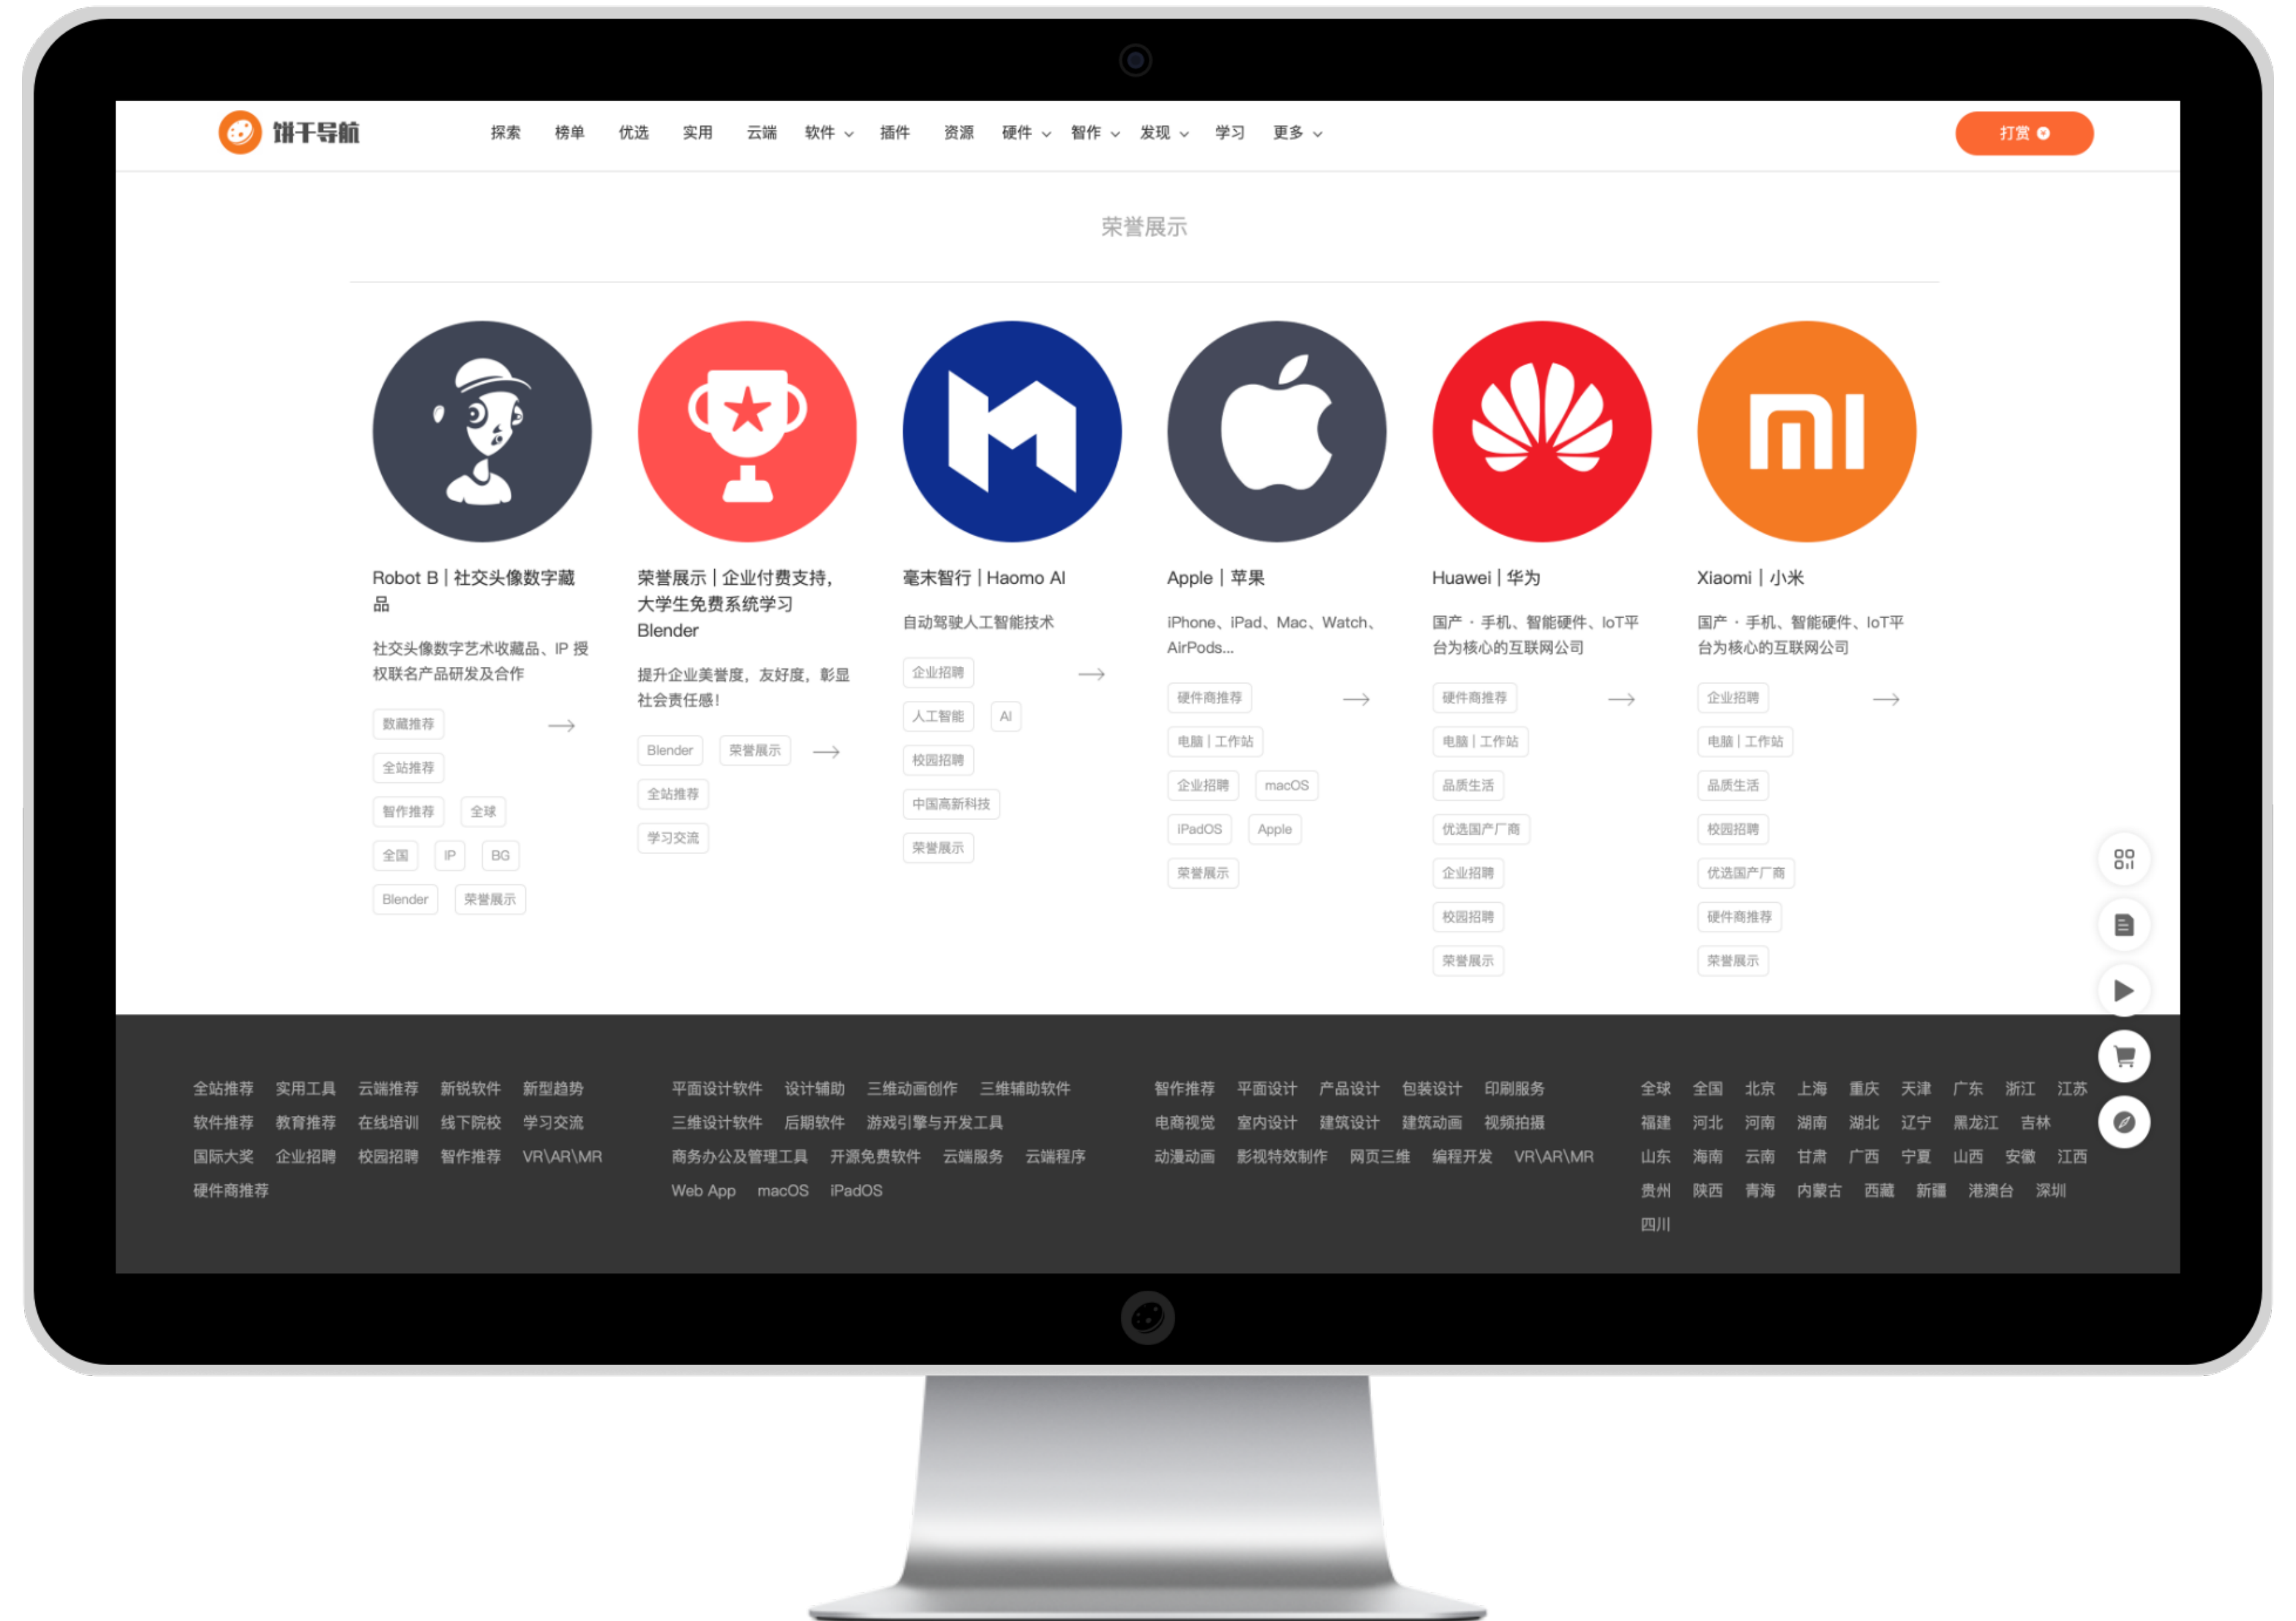 饼干导航
探索 榜单 优选 实用 云端 软件 插件 资源 硬件 智作 发现 学习 更多
打赏
荣誉展示
Robot B | 社交头像数字藏
品
社交头像数字艺术收藏品、IP 授
权联名产品研发及合作
数藏推荐
全站推荐
智作推荐 全球
全国 IP BG
Blender 荣誉展示
荣誉展示 | 企业付费支持，
大学生免费系统学习
Blender
提升企业美誉度，友好度，彰显
社会责任感！
Blender 荣誉展示
全站推荐
学习交流
毫末智行 | Haomo AI
自动驾驶人工智能技术
企业招聘
人工智能 AI
校园招聘
中国高新科技
荣誉展示
Apple | 苹果
iPhone、iPad、Mac、Watch、
AirPods...
硬件商推荐
电脑 | 工作站
企业招聘 macOS
iPadOS Apple
荣誉展示
Huawei | 华为
国产 · 手机、智能硬件、IoT平
台为核心的互联网公司
硬件商推荐
电脑 | 工作站
品质生活
优选国产厂商
企业招聘
校园招聘
荣誉展示
Xiaomi | 小米
国产 · 手机、智能硬件、IoT平
台为核心的互联网公司
企业招聘
电脑 | 工作站
品质生活
校园招聘
优选国产厂商
硬件商推荐
荣誉展示
全站推荐 实用工具 云端推荐 新锐软件 新型趋势
软件推荐 教育推荐 在线培训 线下院校 学习交流
国际大奖 企业招聘 校园招聘 智作推荐 VR\AR\MR
硬件商推荐
平面设计软件 设计辅助 三维动画创作 三维辅助软件
三维设计软件 后期软件 游戏引擎与开发工具
商务办公及管理工具 开源免费软件 云端服务 云端程序
Web App macOS iPadOS
智作推荐 平面设计 产品设计 包装设计 印刷服务
电商视觉 室内设计 建筑设计 建筑动画 视频拍摄
动漫动画 影视特效制作 网页三维 编程开发 VR\AR\MR
全球 全国 北京 上海 重庆 天津 广东 浙江 江苏
福建 河北 河南 湖南 湖北 辽宁 黑龙江 吉林
山东 海南 云南 甘肃 广西 宁夏 山西 安徽 江西
贵州 陕西 青海 内蒙古 西藏 新疆 港澳台 深圳
四川